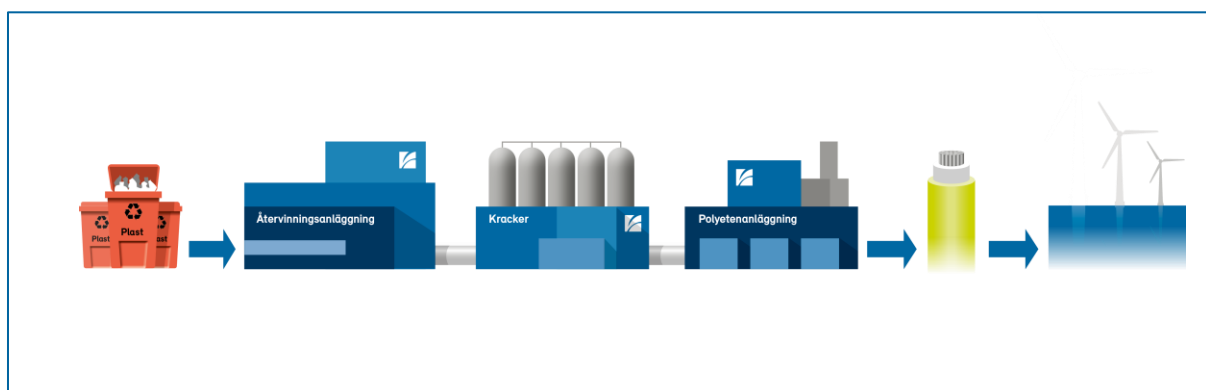 Plast
Plast
Plast
Återvinningsanläggning
Kracker
Polyetenanläggning